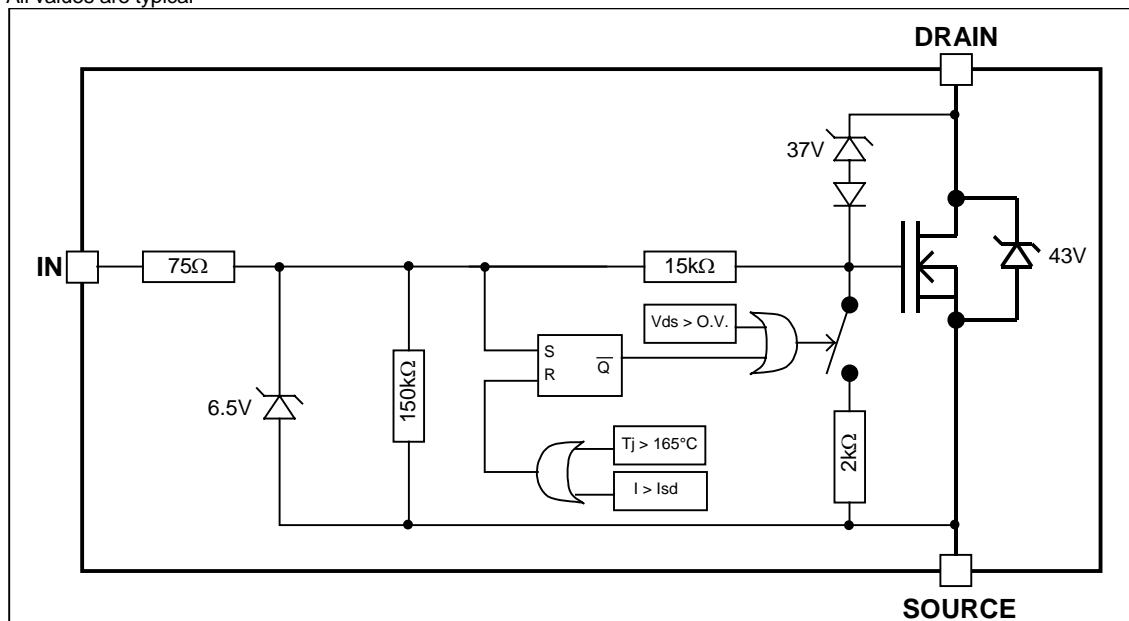 All values are typical
DRAIN
37V
43V
IN
75Ω
15kΩ
Vds > O.V.
S
R
Q̅
150kΩ
6.5V
Tj > 165°C
I > Isd
2kΩ
SOURCE